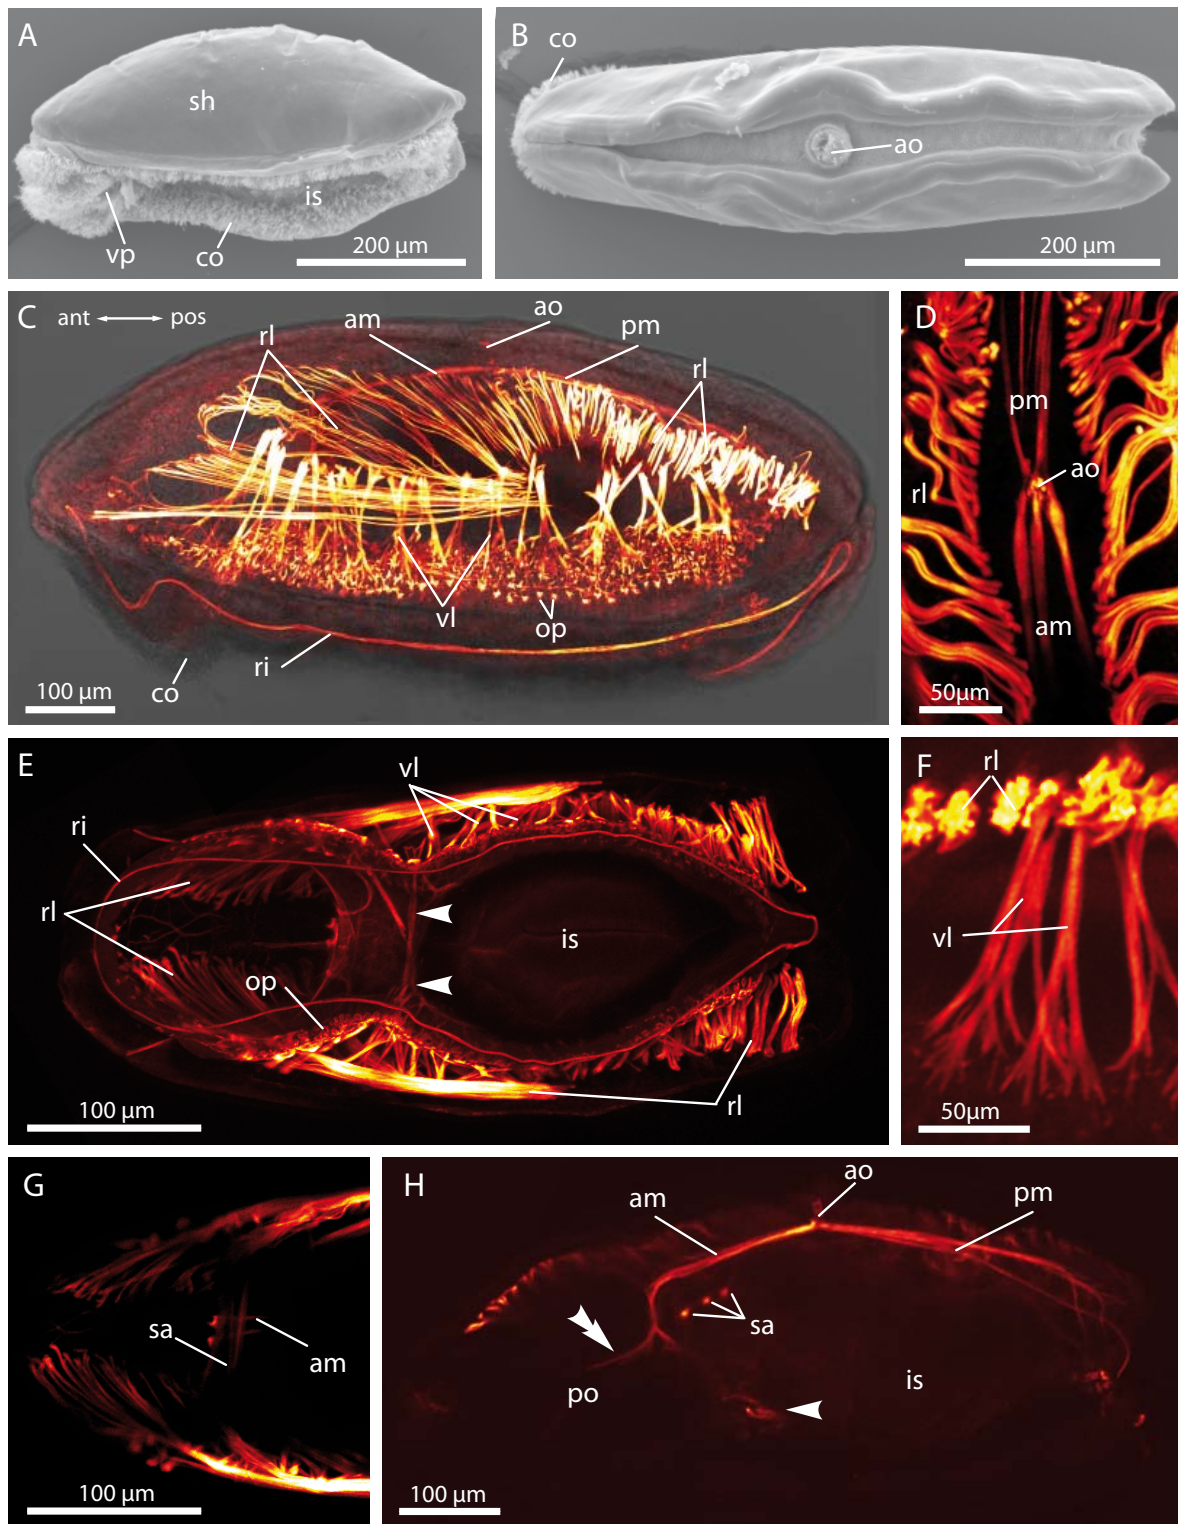 A
sh
is
vp
co
200 µm
B
co
ao
200 µm
C
ant
pos
rl
am
ao
pm
rl
vl
op
ri
co
100 µm
D
pm
ao
rl
am
50µm
E
vl
ri
rl
is
op
rl
100 µm
F
rl
vl
50µm
G
sa
am
100 µm
H
ao
am
pm
sa
po
is
100 µm